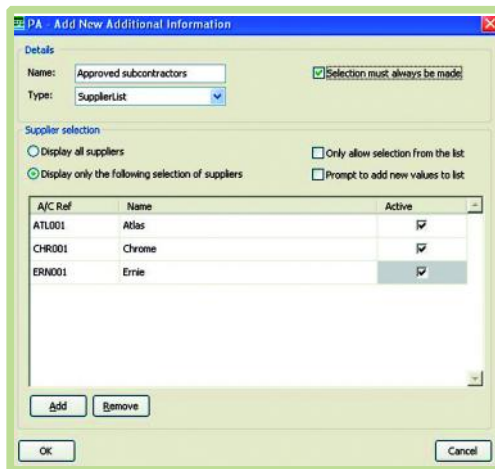 PA - Add New Additional Information
Details
Name: Approved subcontractors
Selection must always be made
Type: SupplierList
Supplier selection
Display all suppliers
Only allow selection from the list
Display only the following selection of suppliers
Prompt to add new values to list
A/C Ref Name Active
ATL001 Atlas
CHR001 Chrome
ERN001 Ernie
Add Remove
OK Cancel